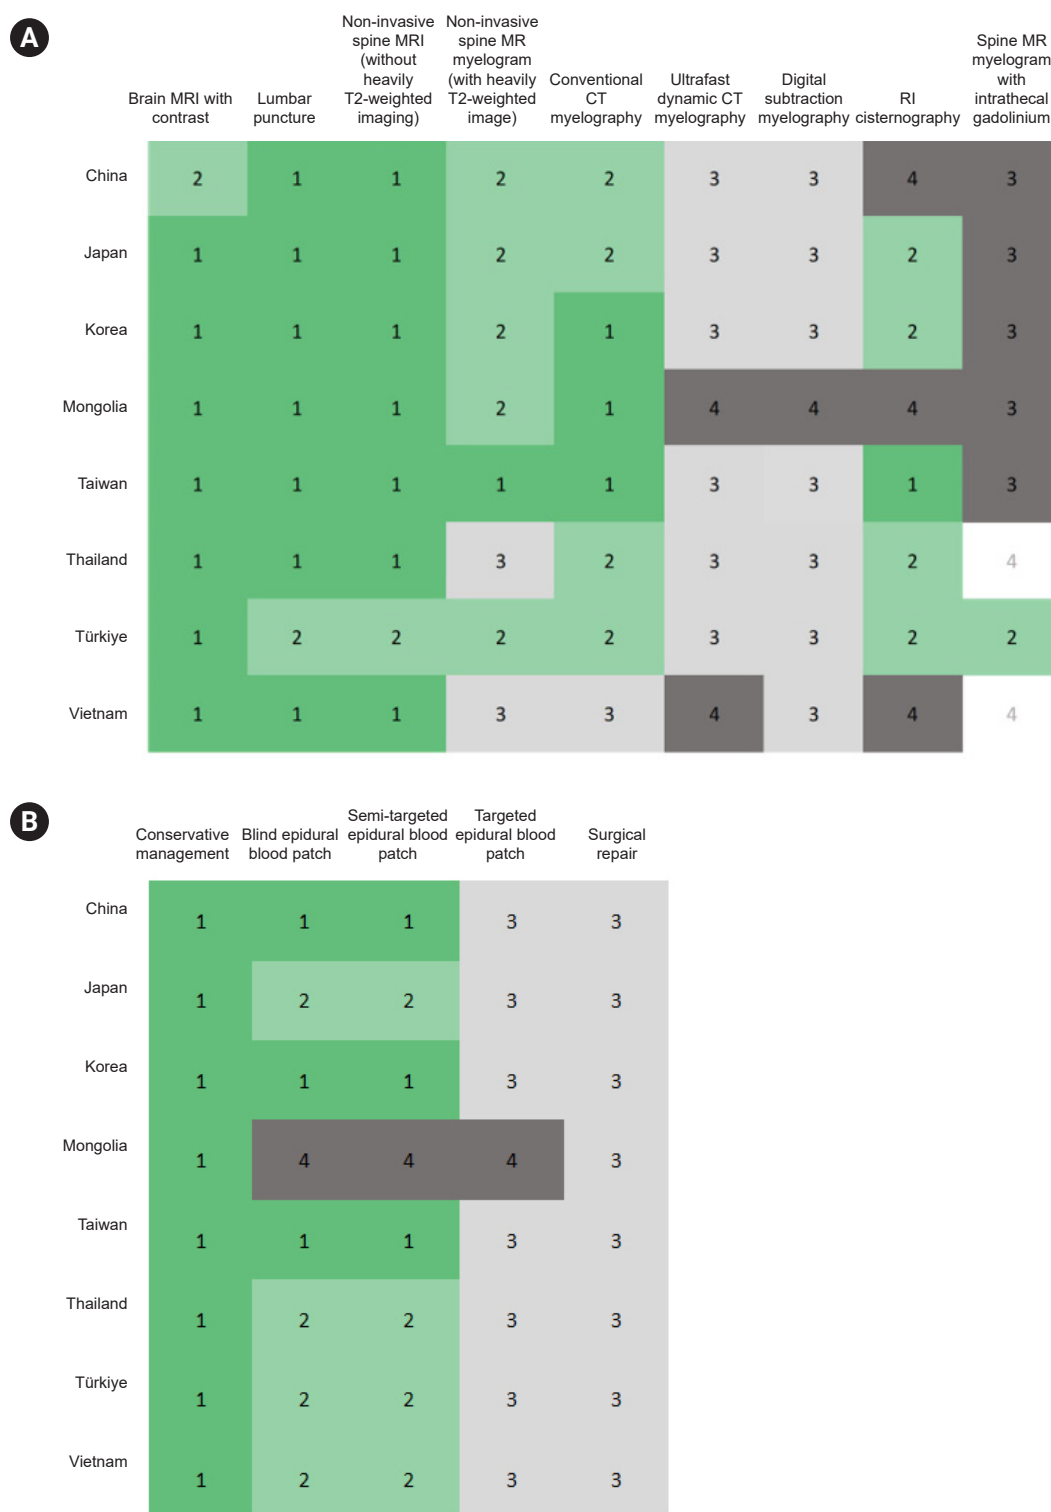 A
Brain MRI with contrast
Lumbar puncture
Non-invasive spine MRI (without heavily T2-weighted imaging)
Non-invasive spine MR myelogram (with heavily T2-weighted image)
Conventional CT myelography
Ultrafast dynamic CT myelography
Digital subtraction myelography
RI cisternography
Spine MR myelogram with intrathecal gadolinium
China 2 1 1 2 2 3 3 4 3
Japan 1 1 1 2 2 3 3 2 3
Korea 1 1 1 2 1 3 3 2 3
Mongolia 1 1 1 2 1 4 4 4 3
Taiwan 1 1 1 1 1 3 3 1 3
Thailand 1 1 1 3 2 3 3 2 4
Türkiye 1 2 2 2 2 3 3 2 2
Vietnam 1 1 1 3 3 4 3 4 4
B
Conservative management
Blind epidural blood patch
Semi-targeted epidural blood patch
Targeted epidural blood patch
Surgical repair
China 1 1 1 3 3
Japan 1 2 2 3 3
Korea 1 1 1 3 3
Mongolia 1 4 4 4 3
Taiwan 1 1 1 3 3
Thailand 1 2 2 3 3
Türkiye 1 2 2 3 3
Vietnam 1 2 2 3 3